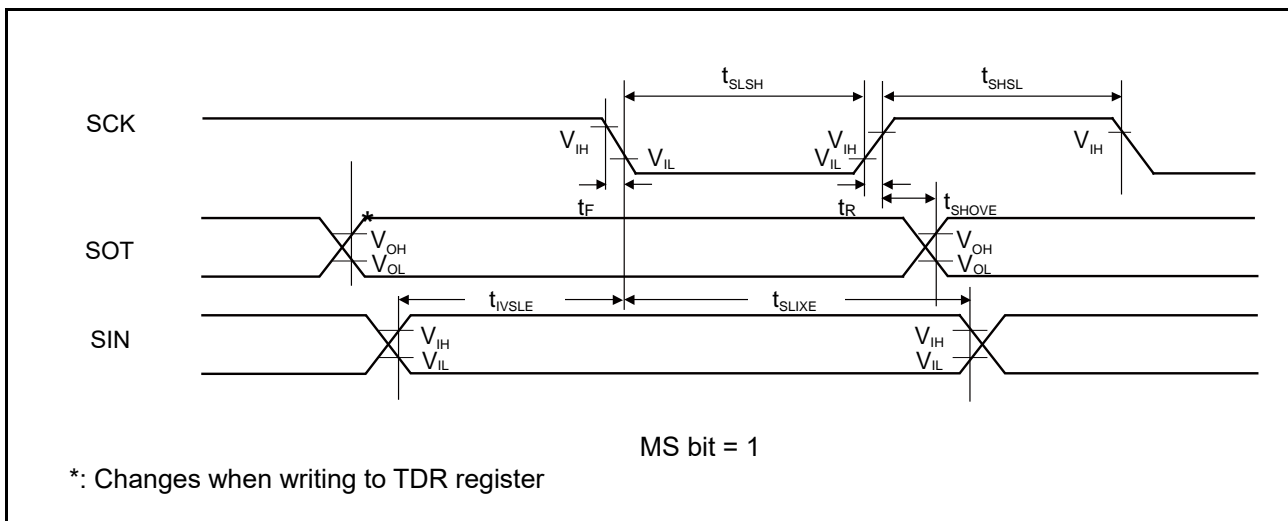 tSLSH tSHSL
SCK
VIH VIL VIH VIL VIH
tF tR tSHOVE
SOT
* VOH VOL VOH VOL
tIVSLE tSLIXE
SIN
VIH VIL VIH VIL
MS bit = 1
*: Changes when writing to TDR register